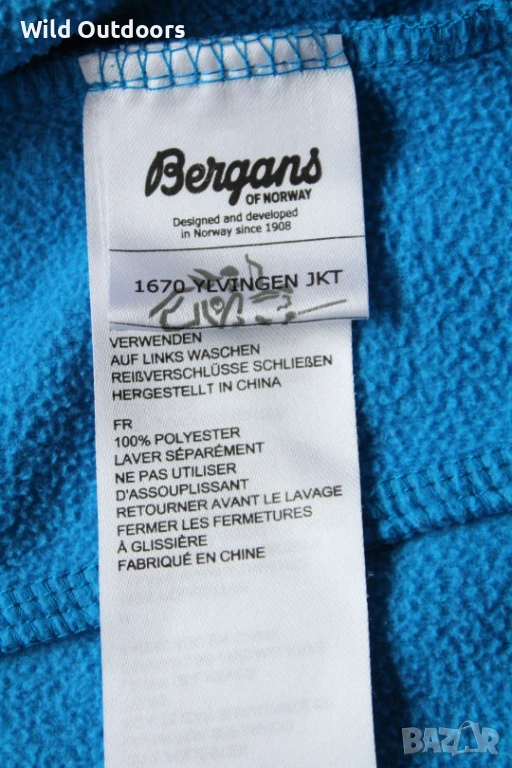 Wild Outdoors
Bergans
OF NORWAY
Designed and developed
in Norway since 1908
1670 YLVINGEN JKT
VERWENDEN
AUF LINKS WASCHEN
REIßVERSCHLÜSSE SCHLIEßEN
HERGESTELLT IN CHINA
FR
100% POLYESTER
LAVER SÉPARÉMENT
NE PAS UTILISER
D'ASSOUPLISSANT
RETOURNER AVANT LE LAVAGE
FERMER LES FERMETURES
À GLISSIÈRE
FABRIQUÉ EN CHINE
BAZAR